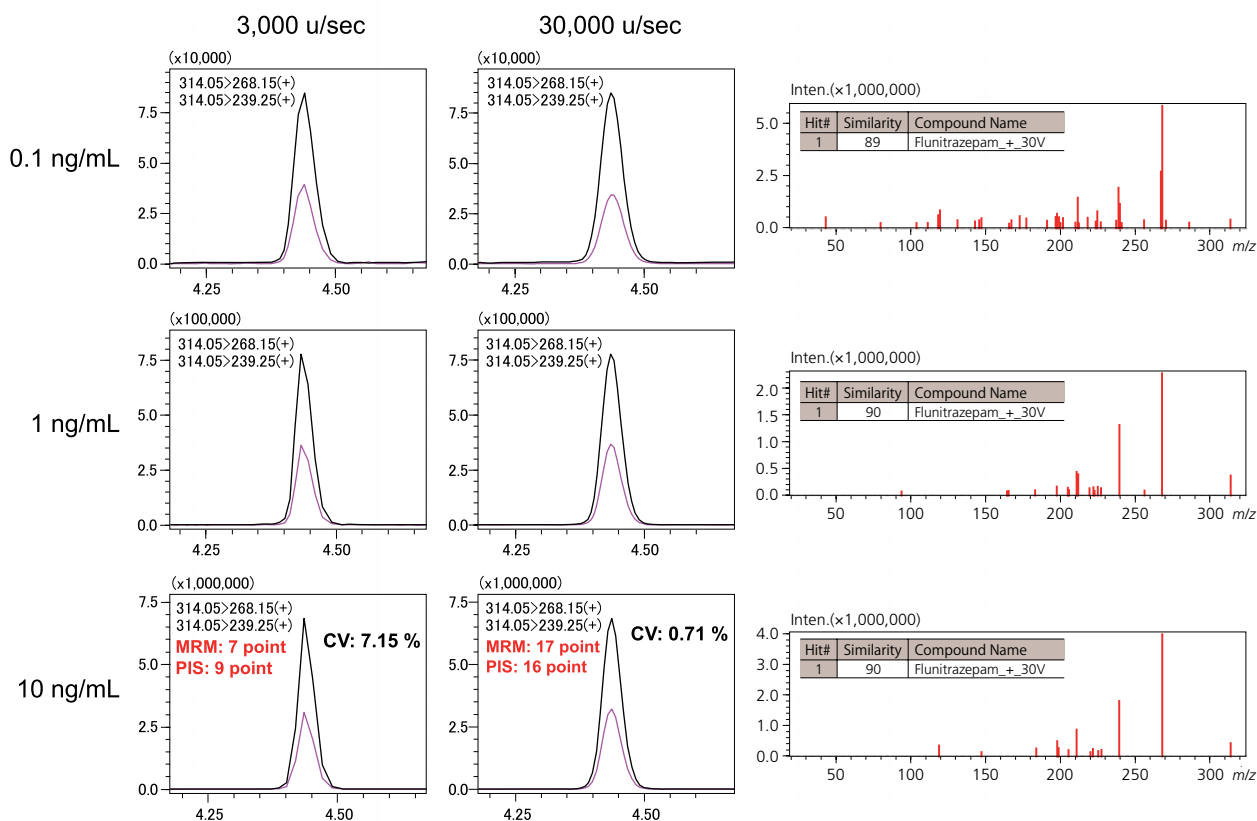 3,000 u/sec
30,000 u/sec
0.1 ng/mL
(x10,000)
314.05>268.15(+)
314.05>239.25(+)
7.5
5.0
2.5
0.0
4.25 4.50
(x10,000)
314.05>268.15(+)
314.05>239.25(+)
7.5
5.0
2.5
0.0
4.25 4.50
Inten.(×1,000,000)
Hit# Similarity Compound Name
1 89 Flunitrazepam_+_30V
5.0
2.5
0.0
50 100 150 200 250 300 m/z
1 ng/mL
(x100,000)
314.05>268.15(+)
314.05>239.25(+)
7.5
5.0
2.5
0.0
4.25 4.50
(x100,000)
314.05>268.15(+)
314.05>239.25(+)
7.5
5.0
2.5
0.0
4.25 4.50
Inten.(×1,000,000)
Hit# Similarity Compound Name
1 90 Flunitrazepam_+_30V
2.0
1.5
1.0
0.5
0.0
50 100 150 200 250 300 m/z
10 ng/mL
(x1,000,000)
7.5
314.05>268.15(+)
314.05>239.25(+)
MRM: 7 point
PIS: 9 point
CV: 7.15 %
5.0
2.5
0.0
4.25 4.50
(x1,000,000)
7.5
314.05>268.15(+)
314.05>239.25(+)
MRM: 17 point
PIS: 16 point
CV: 0.71 %
5.0
2.5
0.0
4.25 4.50
Inten.(×1,000,000)
4.0
Hit# Similarity Compound Name
1 90 Flunitrazepam_+_30V
3.0
2.0
1.0
0.0
50 100 150 200 250 300 m/z